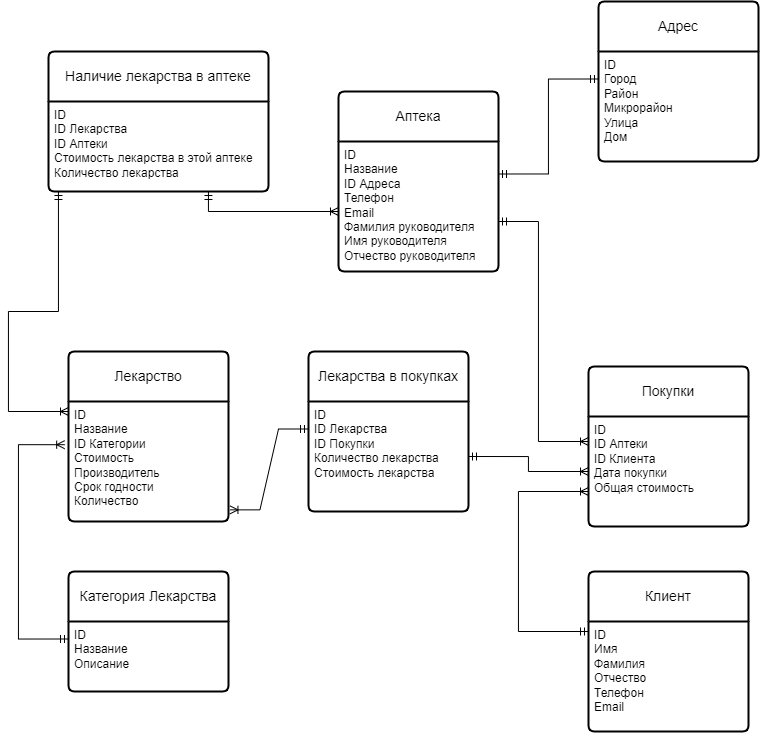 Адрес
ID
Город
Район
Микрорайон
Улица
Дом
Наличие лекарства в аптеке
ID
ID Лекарства
ID Аптеки
Стоимость лекарства в этой аптеке
Количество лекарства
Аптека
ID
Название
ID Адреса
Телефон
Email
Фамилия руководителя
Имя руководителя
Отчество руководителя
Лекарство
ID
Название
ID Категории
Стоимость
Производитель
Срок годности
Количество
Лекарства в покупках
ID
ID Лекарства
ID Покупки
Количество лекарства
Стоимость лекарства
Покупки
ID
ID Аптеки
ID Клиента
Дата покупки
Общая стоимость
Категория Лекарства
ID
Название
Описание
Клиент
ID
Имя
Фамилия
Отчество
Телефон
Email